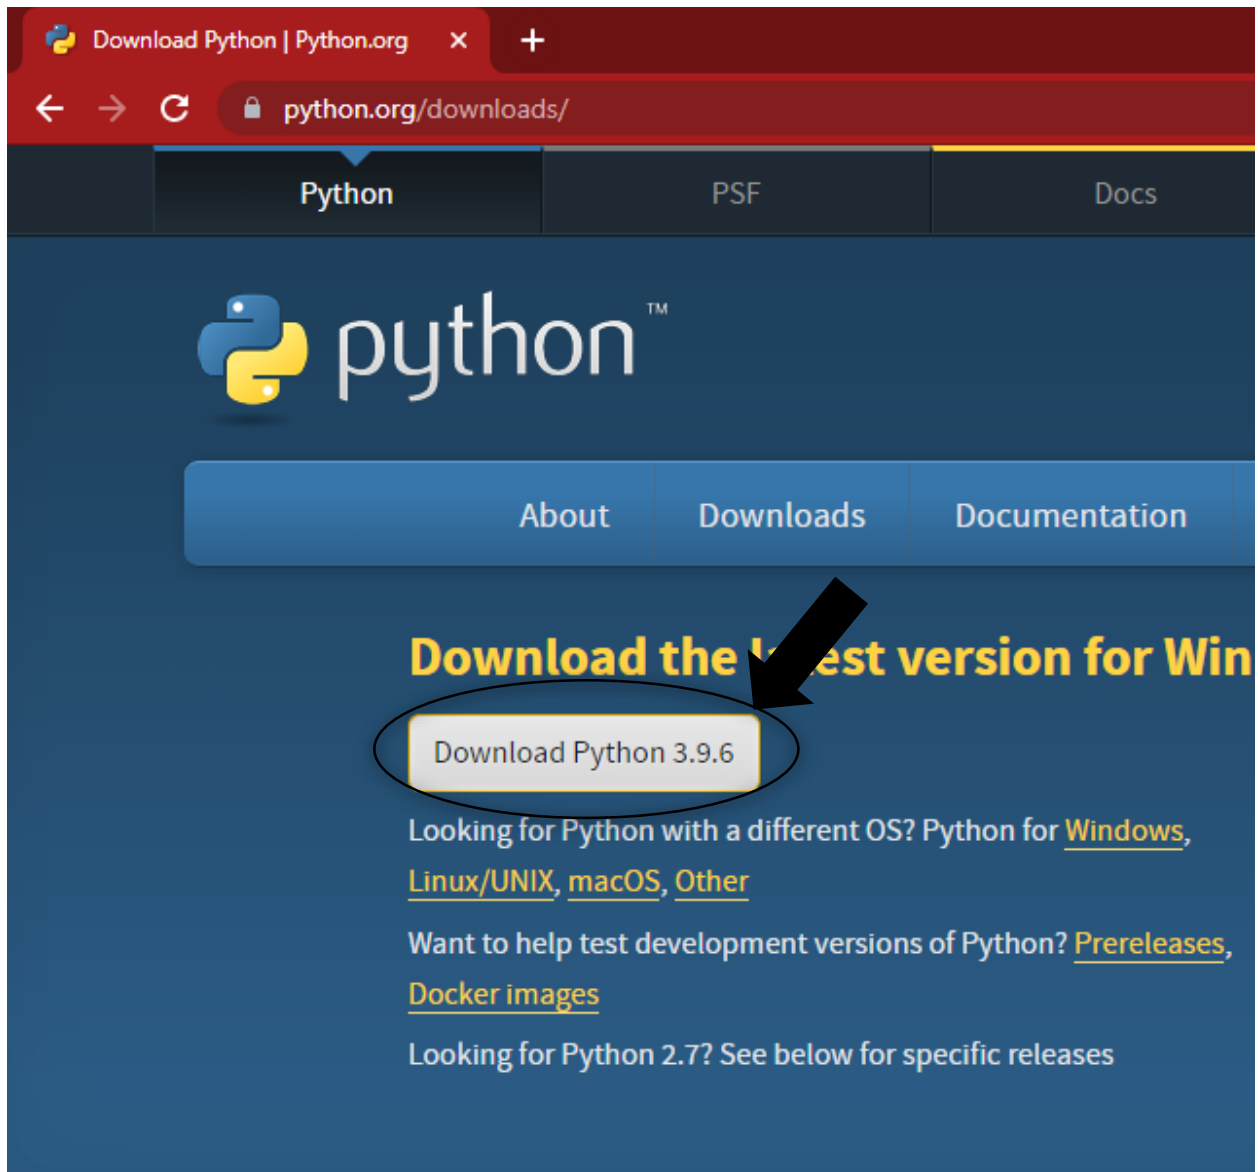 Download Python | Python.org
python.org/downloads/
Python PSF Docs
python™
About Downloads Documentation
Download the version for Win
Download Python 3.9.6
Looking for Python with a different OS? Python for Windows,
Linux/UNIX, macOS, Other
Want to help test development versions of Python? Prereleases,
Docker images
Looking for Python 2.7? See below for specific releases